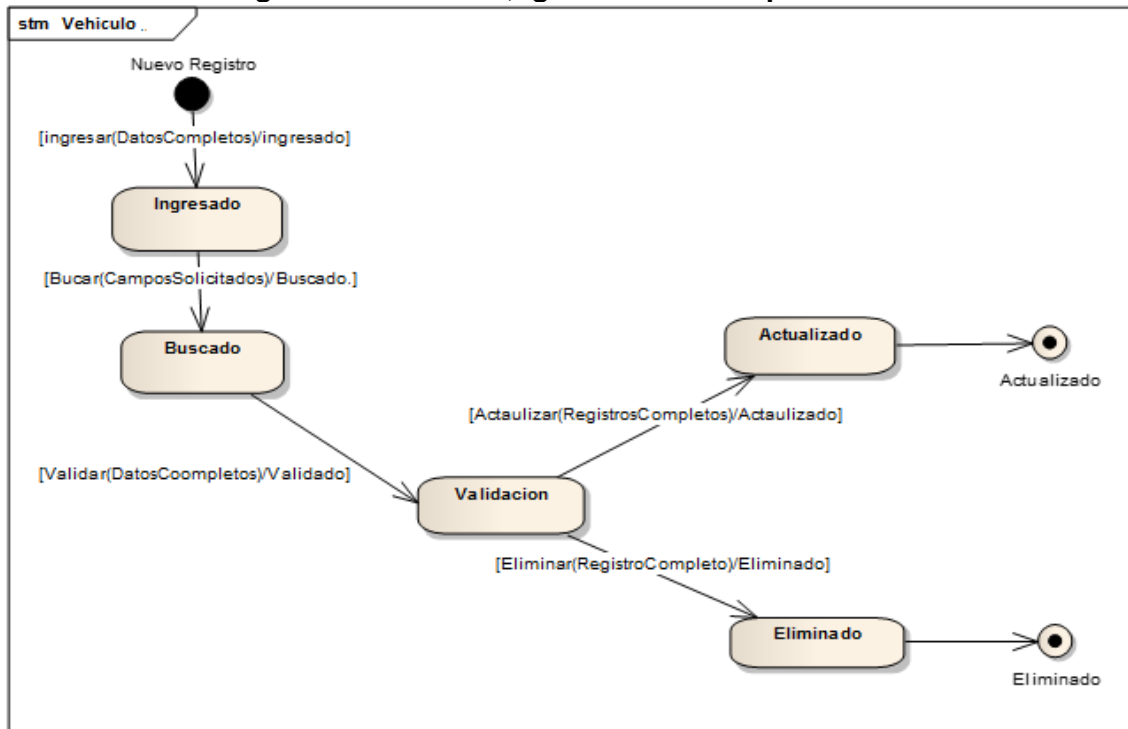 stm Vehiculo ..
Nuevo Registro
[ingresar(DatosCompletos)/ingresado]
Ingresado
[Bucar(CamposSolicitados)/Buscado.]
Buscado
Actualizado
Actualizado
[Actaulizar(RegistrosCompletos)/Actaulizado]
[Validar(DatosCoompletos)/Validado]
Validacion
[Eliminar(RegistroCompleto)/Eliminado]
Eliminado
Eliminado